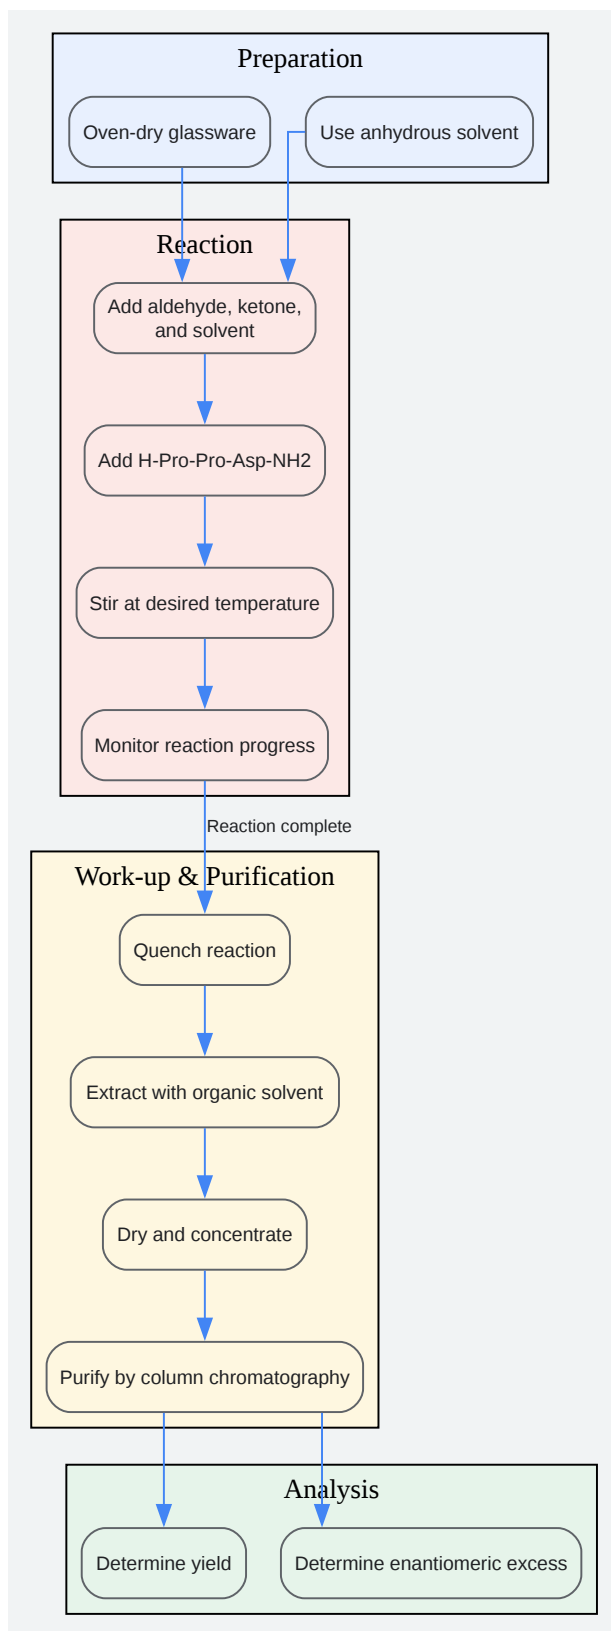 Preparation
Oven-dry glassware
Use anhydrous solvent
Reaction
Add aldehyde, ketone,
and solvent
Add H-Pro-Pro-Asp-NH2
Stir at desired temperature
Monitor reaction progress
Reaction complete
Work-up & Purification
Quench reaction
Extract with organic solvent
Dry and concentrate
Purify by column chromatography
Analysis
Determine yield
Determine enantiomeric excess